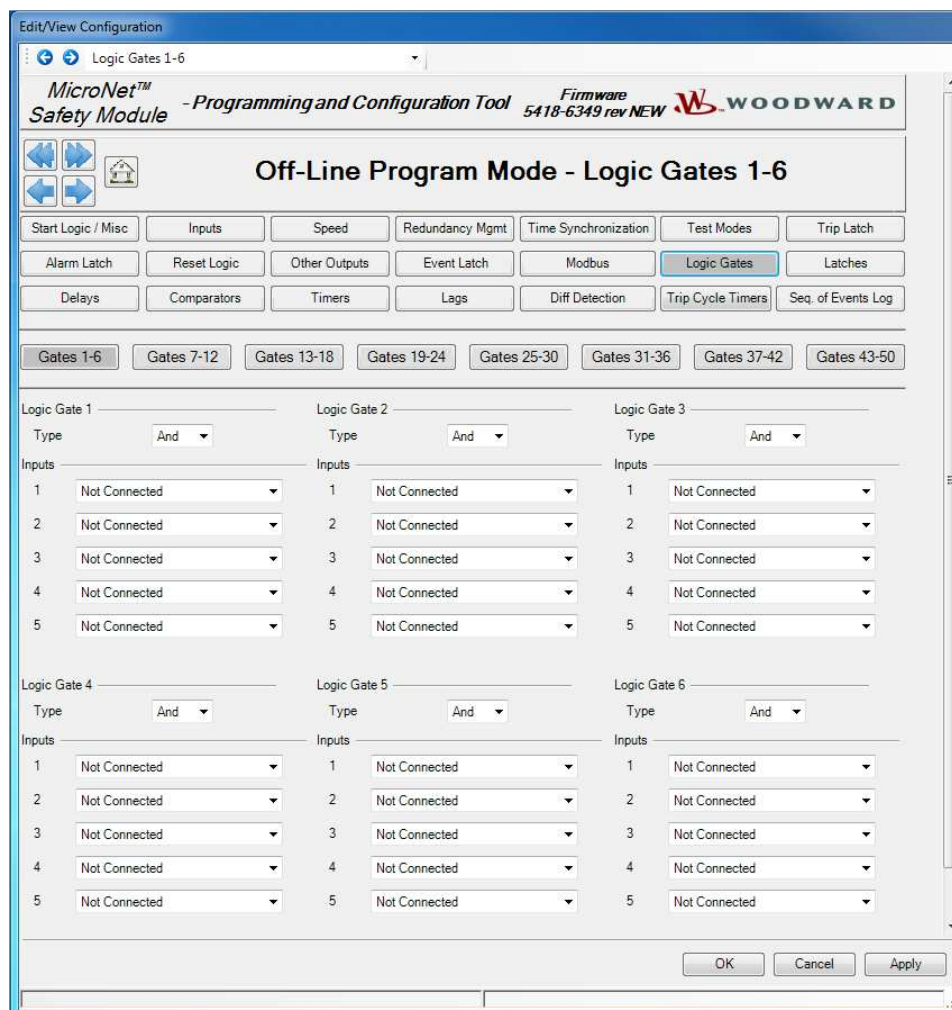 Edit/View Configuration
Logic Gates 1-6
MicroNet™ Safety Module - Programming and Configuration Tool Firmware 5418-6349 rev NEW WOODWARD
Off-Line Program Mode - Logic Gates 1-6
Start Logic / Misc Inputs Speed Redundancy Mgmt Time Synchronization Test Modes Trip Latch
Alarm Latch Reset Logic Other Outputs Event Latch Modbus Logic Gates Latches
Delays Comparators Timers Lags Diff Detection Trip Cycle Timers Seq. of Events Log
Gates 1-6 Gates 7-12 Gates 13-18 Gates 19-24 Gates 25-30 Gates 31-36 Gates 37-42 Gates 43-50
Logic Gate 1 Logic Gate 2 Logic Gate 3
Type And Type And Type And
Inputs Inputs Inputs
1 Not Connected 1 Not Connected 1 Not Connected
2 Not Connected 2 Not Connected 2 Not Connected
3 Not Connected 3 Not Connected 3 Not Connected
4 Not Connected 4 Not Connected 4 Not Connected
5 Not Connected 5 Not Connected 5 Not Connected
Logic Gate 4 Logic Gate 5 Logic Gate 6
Type And Type And Type And
Inputs Inputs Inputs
1 Not Connected 1 Not Connected 1 Not Connected
2 Not Connected 2 Not Connected 2 Not Connected
3 Not Connected 3 Not Connected 3 Not Connected
4 Not Connected 4 Not Connected 4 Not Connected
5 Not Connected 5 Not Connected 5 Not Connected
OK Cancel Apply